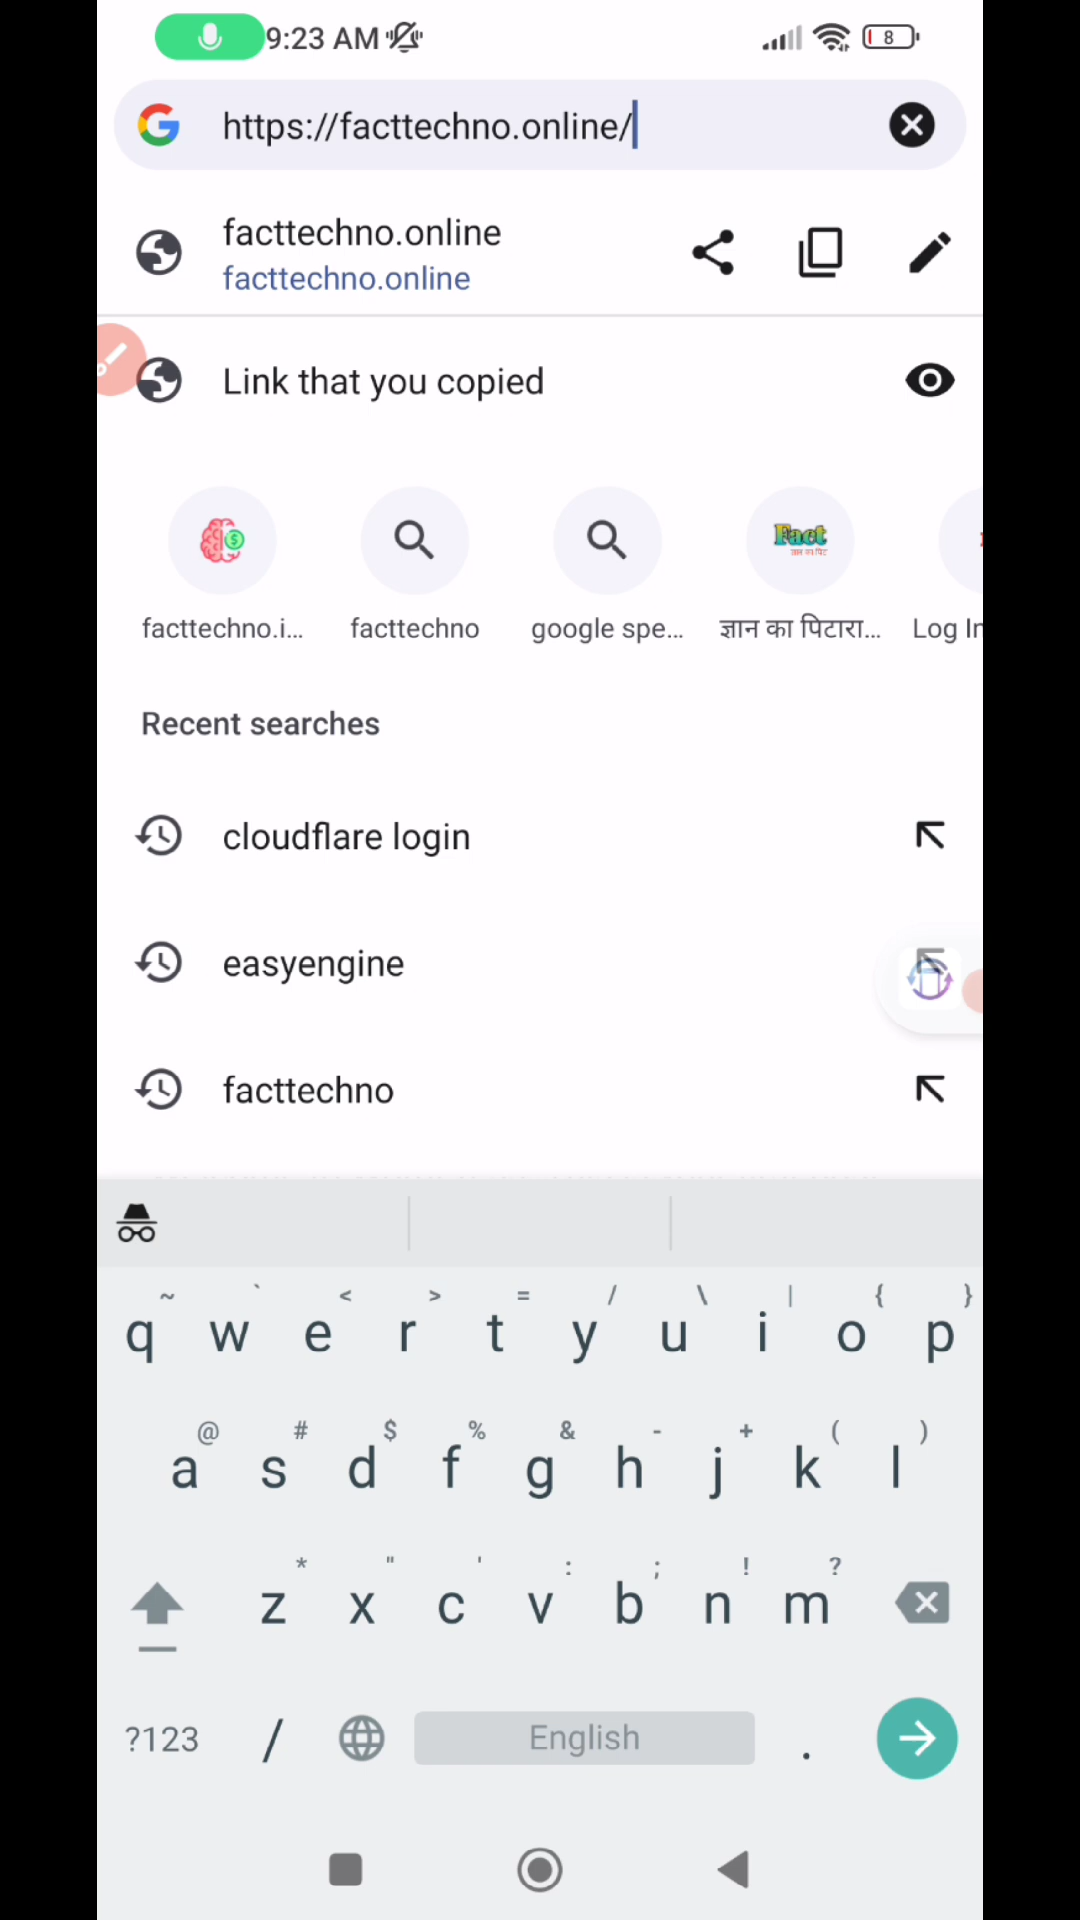 9:23 AM
8
https://facttechno.online/
facttechno.online
facttechno.online
Link that you copied
Fact
facttechno.i...
facttechno
google spe...
ज्ञान का पिटारा...
Log In
Recent searches
cloudflare login
easyengine
facttechno
~ ` < > = / \ | { }
q w e r t y u i o p
@ # $ % & - + ( )
a s d f g h j k l
* " ' : ; ! ?
z x c v b n m
?123 / English .